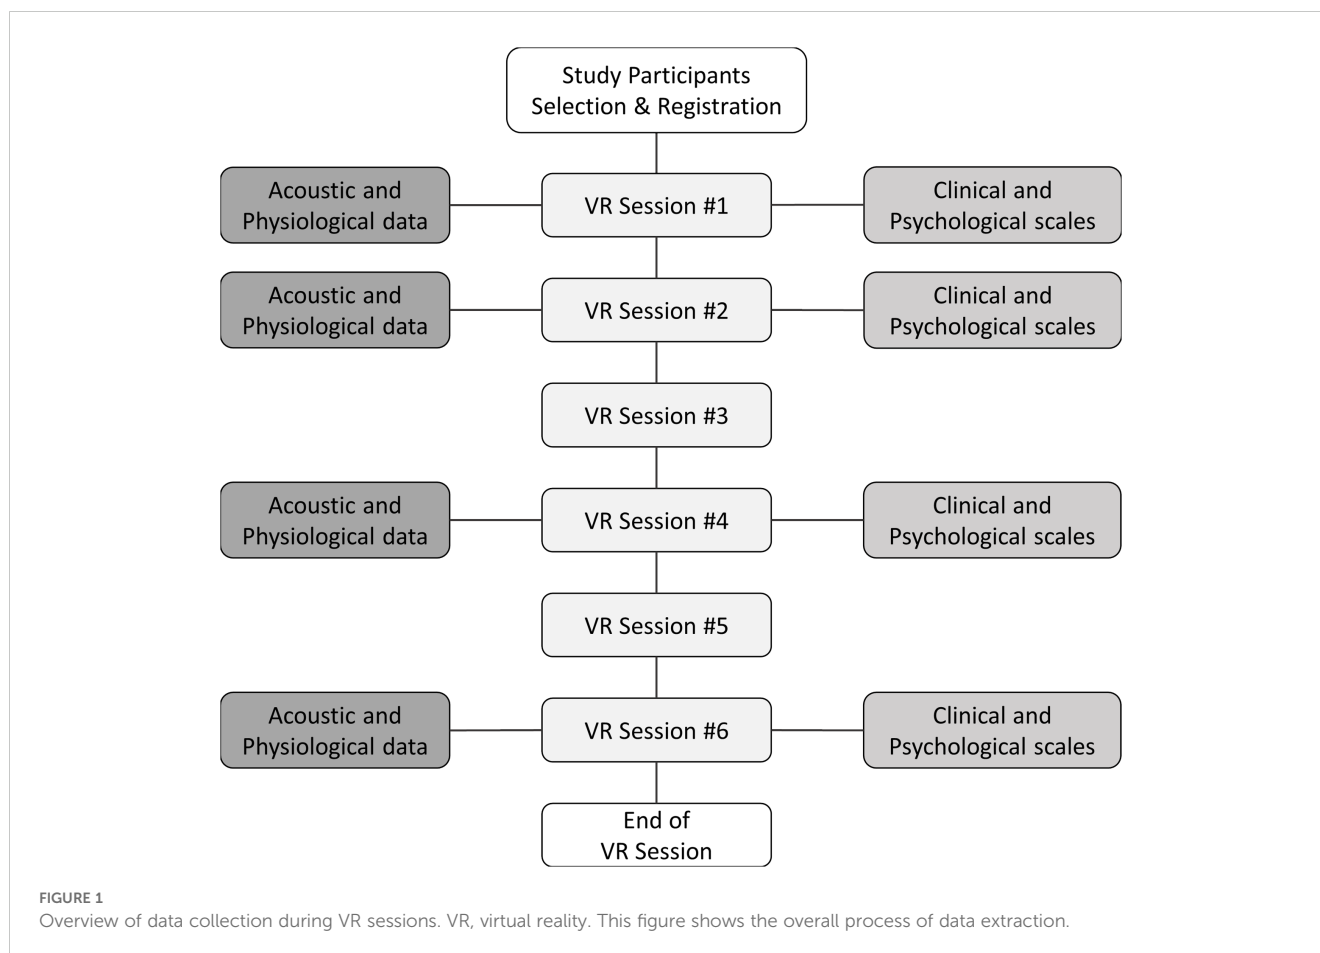 Study Participants
Selection & Registration
Acoustic and
Physiological data
VR Session #1
Clinical and
Psychological scales
Acoustic and
Physiological data
VR Session #2
Clinical and
Psychological scales
VR Session #3
Acoustic and
Physiological data
VR Session #4
Clinical and
Psychological scales
VR Session #5
Acoustic and
Physiological data
VR Session #6
Clinical and
Psychological scales
End of
VR Session
FIGURE 1
Overview of data collection during VR sessions. VR, virtual reality. This figure shows the overall process of data extraction.